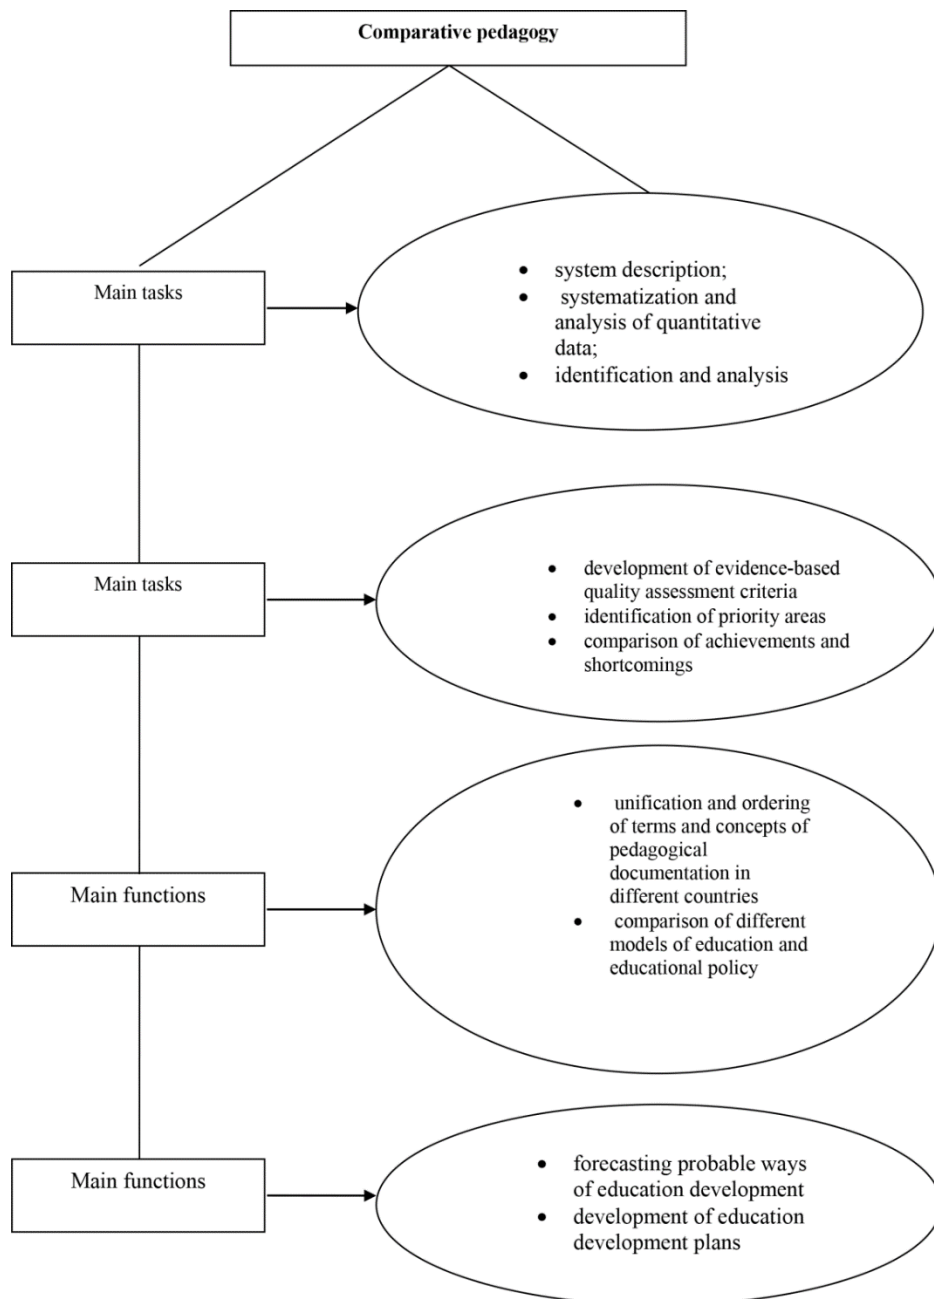 Comparative pedagogy
Main tasks
• system description;
• systematization and
analysis of quantitative
data;
• identification and analysis
Main tasks
• development of evidence-based
quality assessment criteria
• identification of priority areas
• comparison of achievements and
shortcomings
Main functions
• unification and ordering
of terms and concepts of
pedagogical
documentation in
different countries
• comparison of different
models of education and
educational policy
Main functions
• forecasting probable ways
of education development
• development of education
development plans